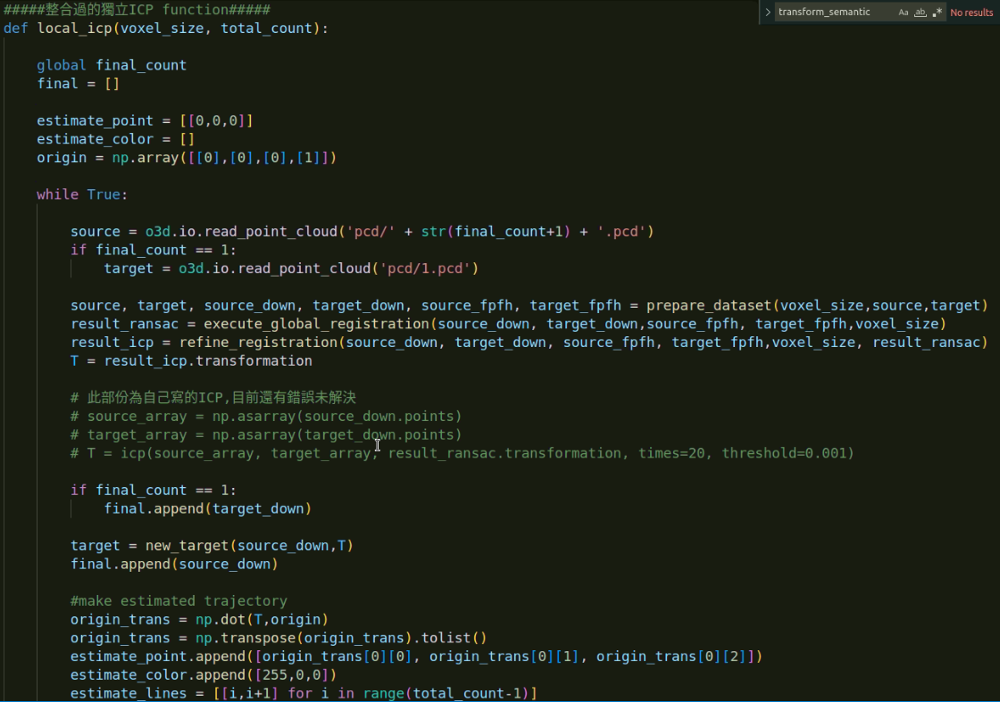 #####整合過的獨立ICP function#####
transform_semantic Aa ab .* No results
def local_icp(voxel_size, total_count):
global final_count
final = []
estimate_point = [[0,0,0]]
estimate_color = []
origin = np.array([[0],[0],[0],[1]])
while True:
source = o3d.io.read_point_cloud('pcd/' + str(final_count+1) + '.pcd')
if final_count == 1:
target = o3d.io.read_point_cloud('pcd/1.pcd')
source, target, source_down, target_down, source_fpfh, target_fpfh = prepare_dataset(voxel_size,source,target)
result_ransac = execute_global_registration(source_down, target_down,source_fpfh, target_fpfh,voxel_size)
result_icp = refine_registration(source_down, target_down, source_fpfh, target_fpfh,voxel_size, result_ransac)
T = result_icp.transformation
# 此部份為自己寫的ICP,目前還有錯誤未解決
# source_array = np.asarray(source_down.points)
# target_array = np.asarray(target_down.points)
# T = icp(source_array, target_array, result_ransac.transformation, times=20, threshold=0.001)
if final_count == 1:
final.append(target_down)
target = new_target(source_down,T)
final.append(source_down)
#make estimated trajectory
origin_trans = np.dot(T,origin)
origin_trans = np.transpose(origin_trans).tolist()
estimate_point.append([origin_trans[0][0], origin_trans[0][1], origin_trans[0][2]])
estimate_color.append([255,0,0])
estimate_lines = [[i,i+1] for i in range(total_count-1)]